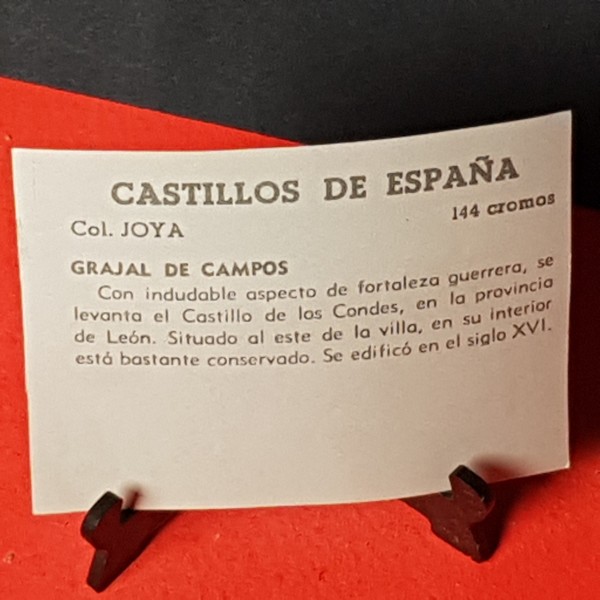 CASTILLOS DE ESPAÑA
Col. JOYA
144 cromos
GRAJAL DE CAMPOS
Con indudable aspecto de fortaleza guerrera, se
levanta el Castillo de los Condes, en la provincia
de León. Situado al este de la villa, en su interior
está bastante conservado. Se edificó en el siglo XVI.